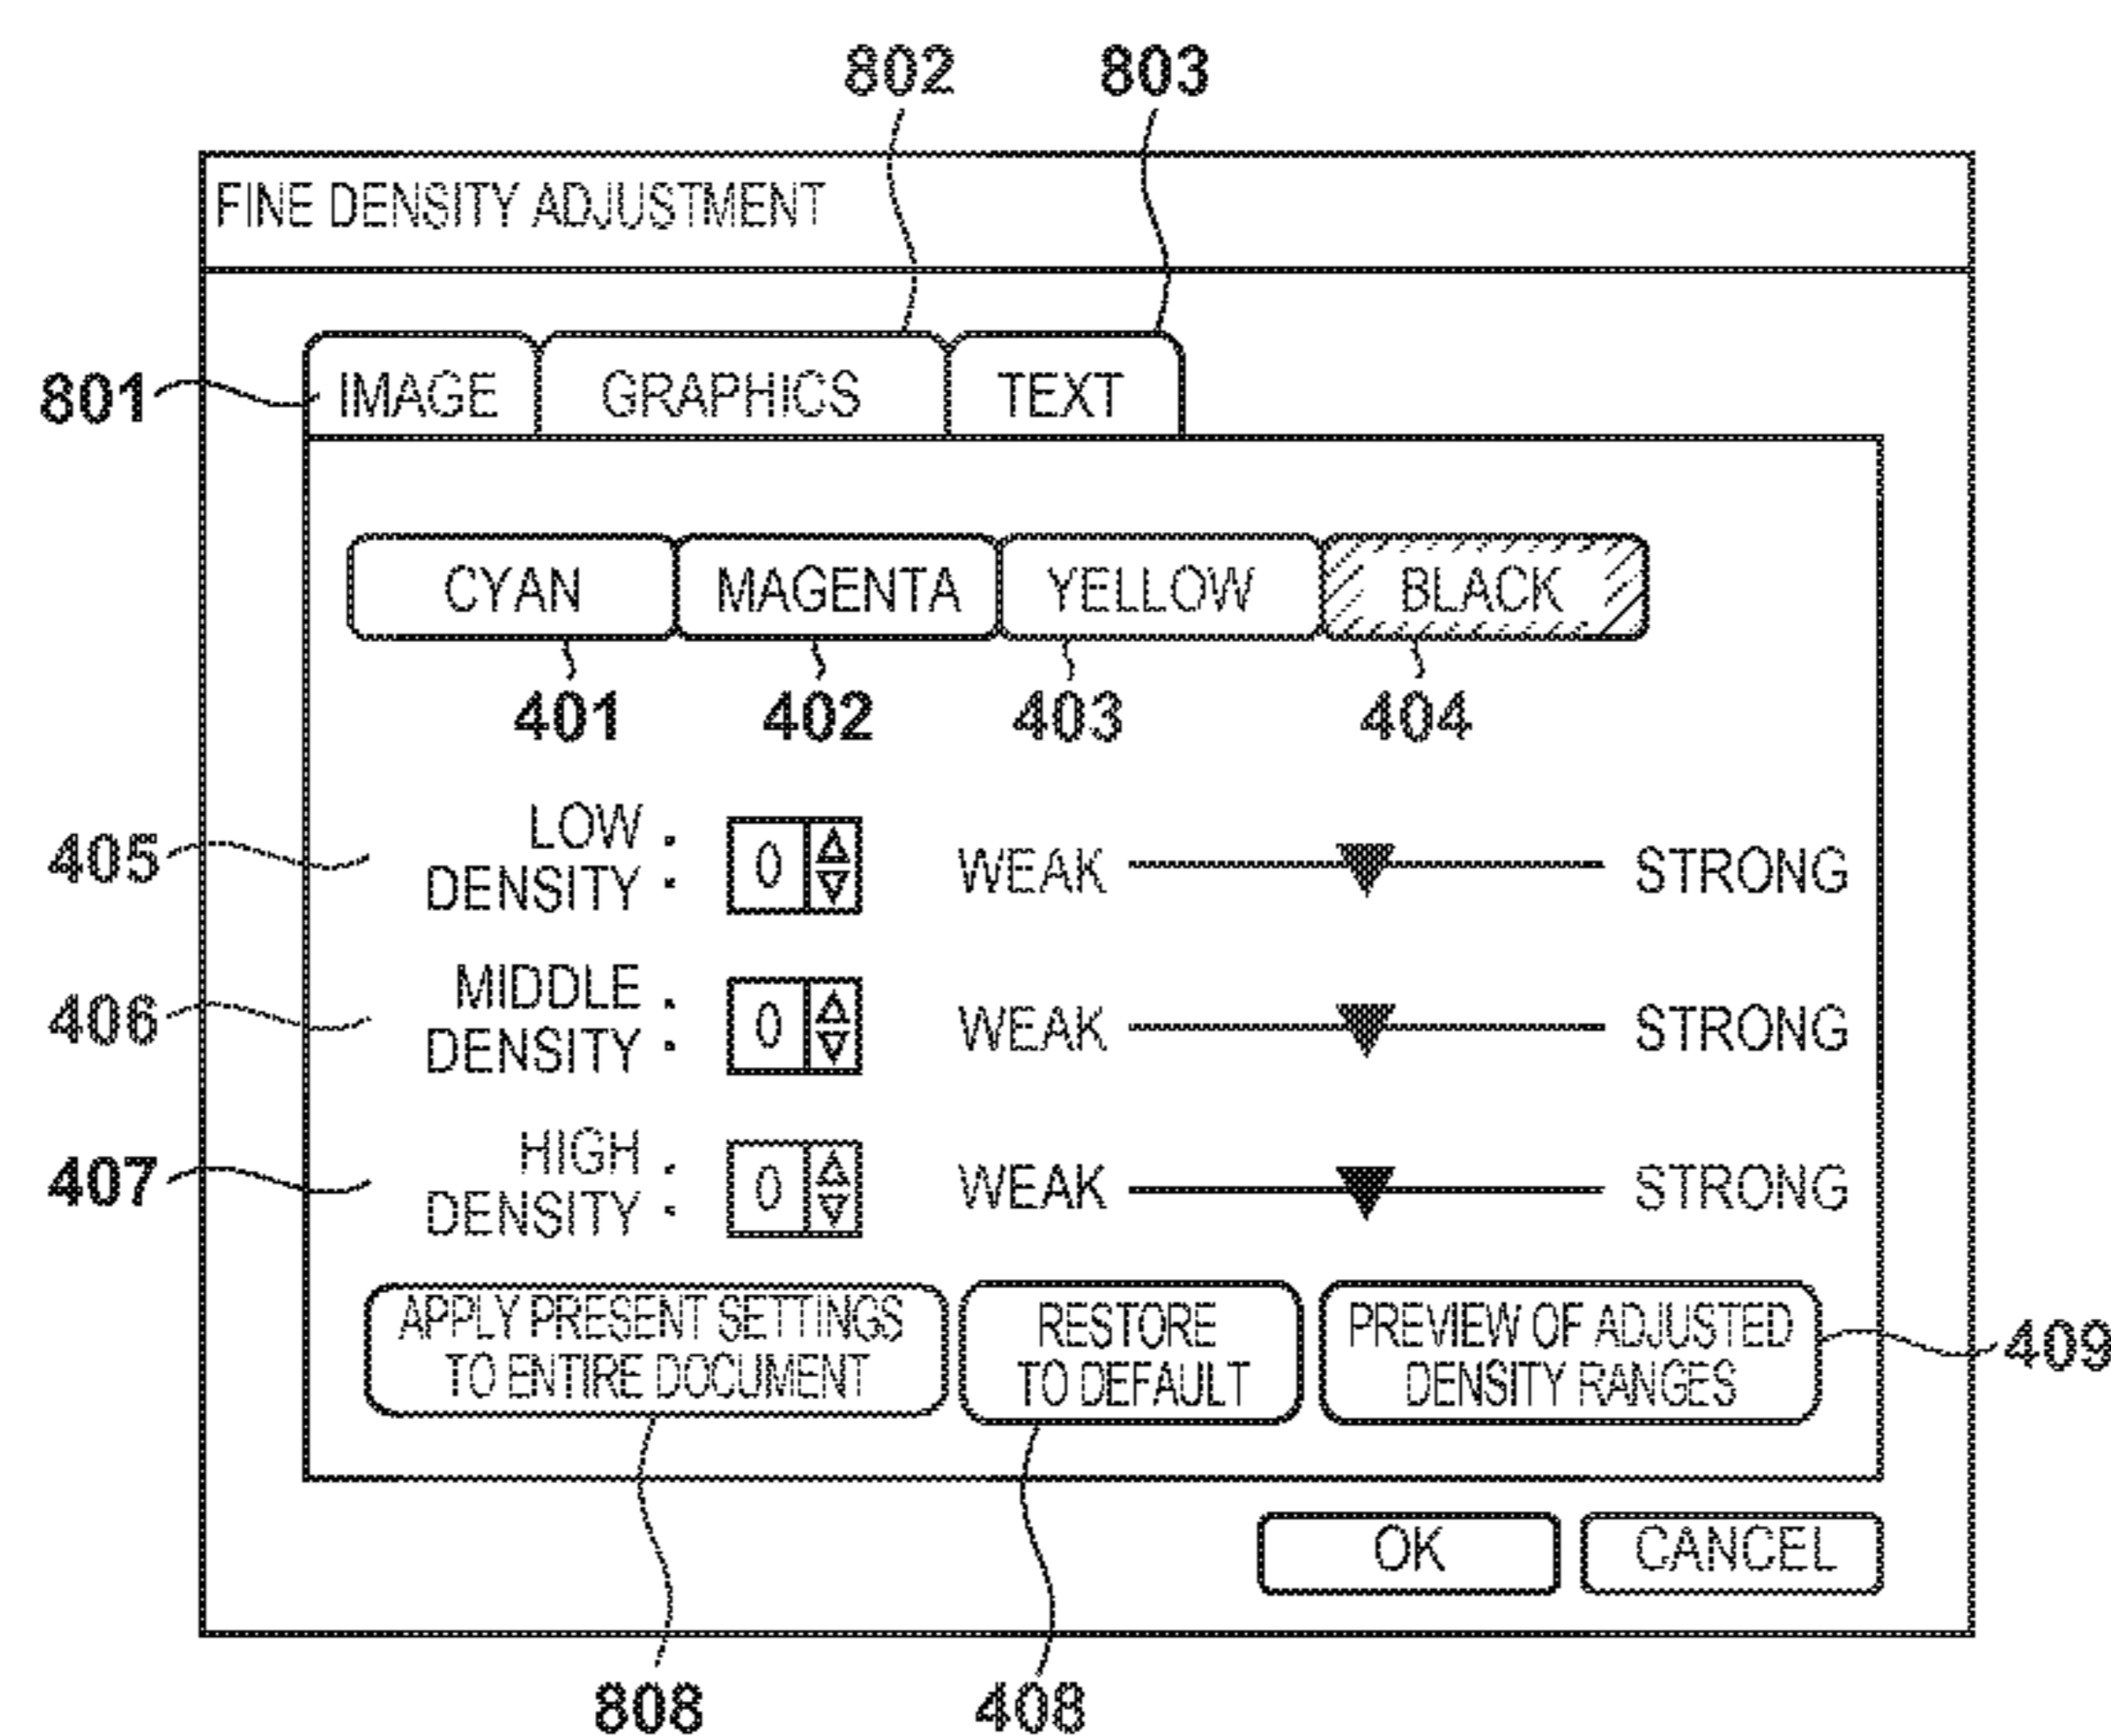 802 803
FINE DENSITY ADJUSTMENT
801 IMAGE GRAPHICS TEXT
CYAN MAGENTA YELLOW BLACK
401 402 403 404
405 LOW DENSITY : 0 WEAK STRONG
406 MIDDLE DENSITY : 0 WEAK STRONG
407 HIGH DENSITY : 0 WEAK STRONG
APPLY PRESENT SETTINGS
TO ENTIRE DOCUMENT
RESTORE
TO DEFAULT
PREVIEW OF ADJUSTED
DENSITY RANGES
409
OK CANCEL
808 408